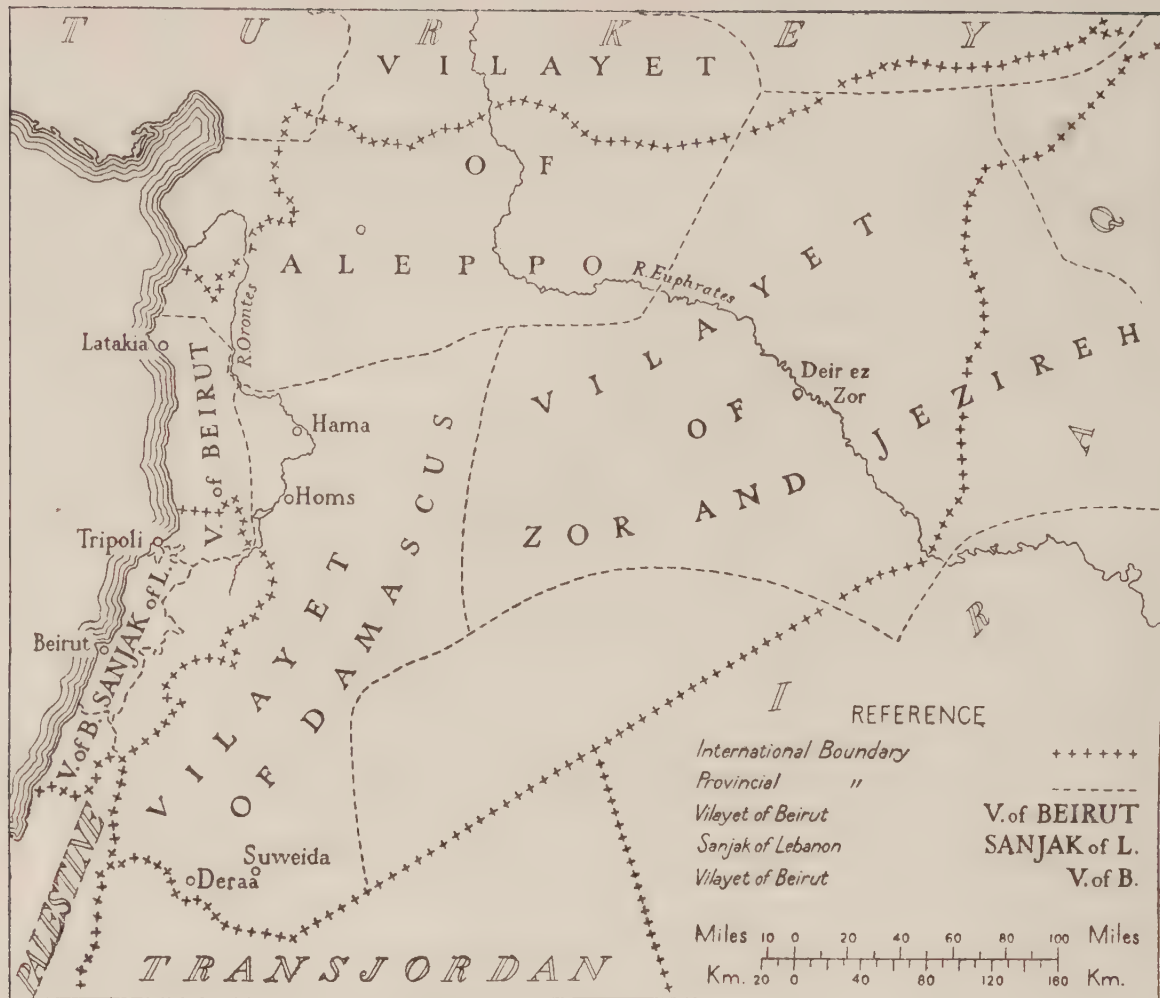 TURKEY
VILAYET
OF
ALEPPO
R. Euphrates
R. Orontes
Latakia
V. of BEIRUT
Hama
Homs
Tripoli
Beirut
SANJAK of L.
V. of B.
VILAYET
OF DAMASCUS
VILAYET
OF
ZOR AND JEZIREH
Deir ez
Zor
IRAQ
Suweida
Deraa
PALESTINE
TRANSJORDAN
REFERENCE
International Boundary ++++++
Provincial " ------
Vilayet of Beirut V. of BEIRUT
Sanjak of Lebanon SANJAK of L.
Vilayet of Beirut V. of B.
Miles 10 0 20 40 60 80 100 Miles
Km. 20 0 40 80 120 160 Km.